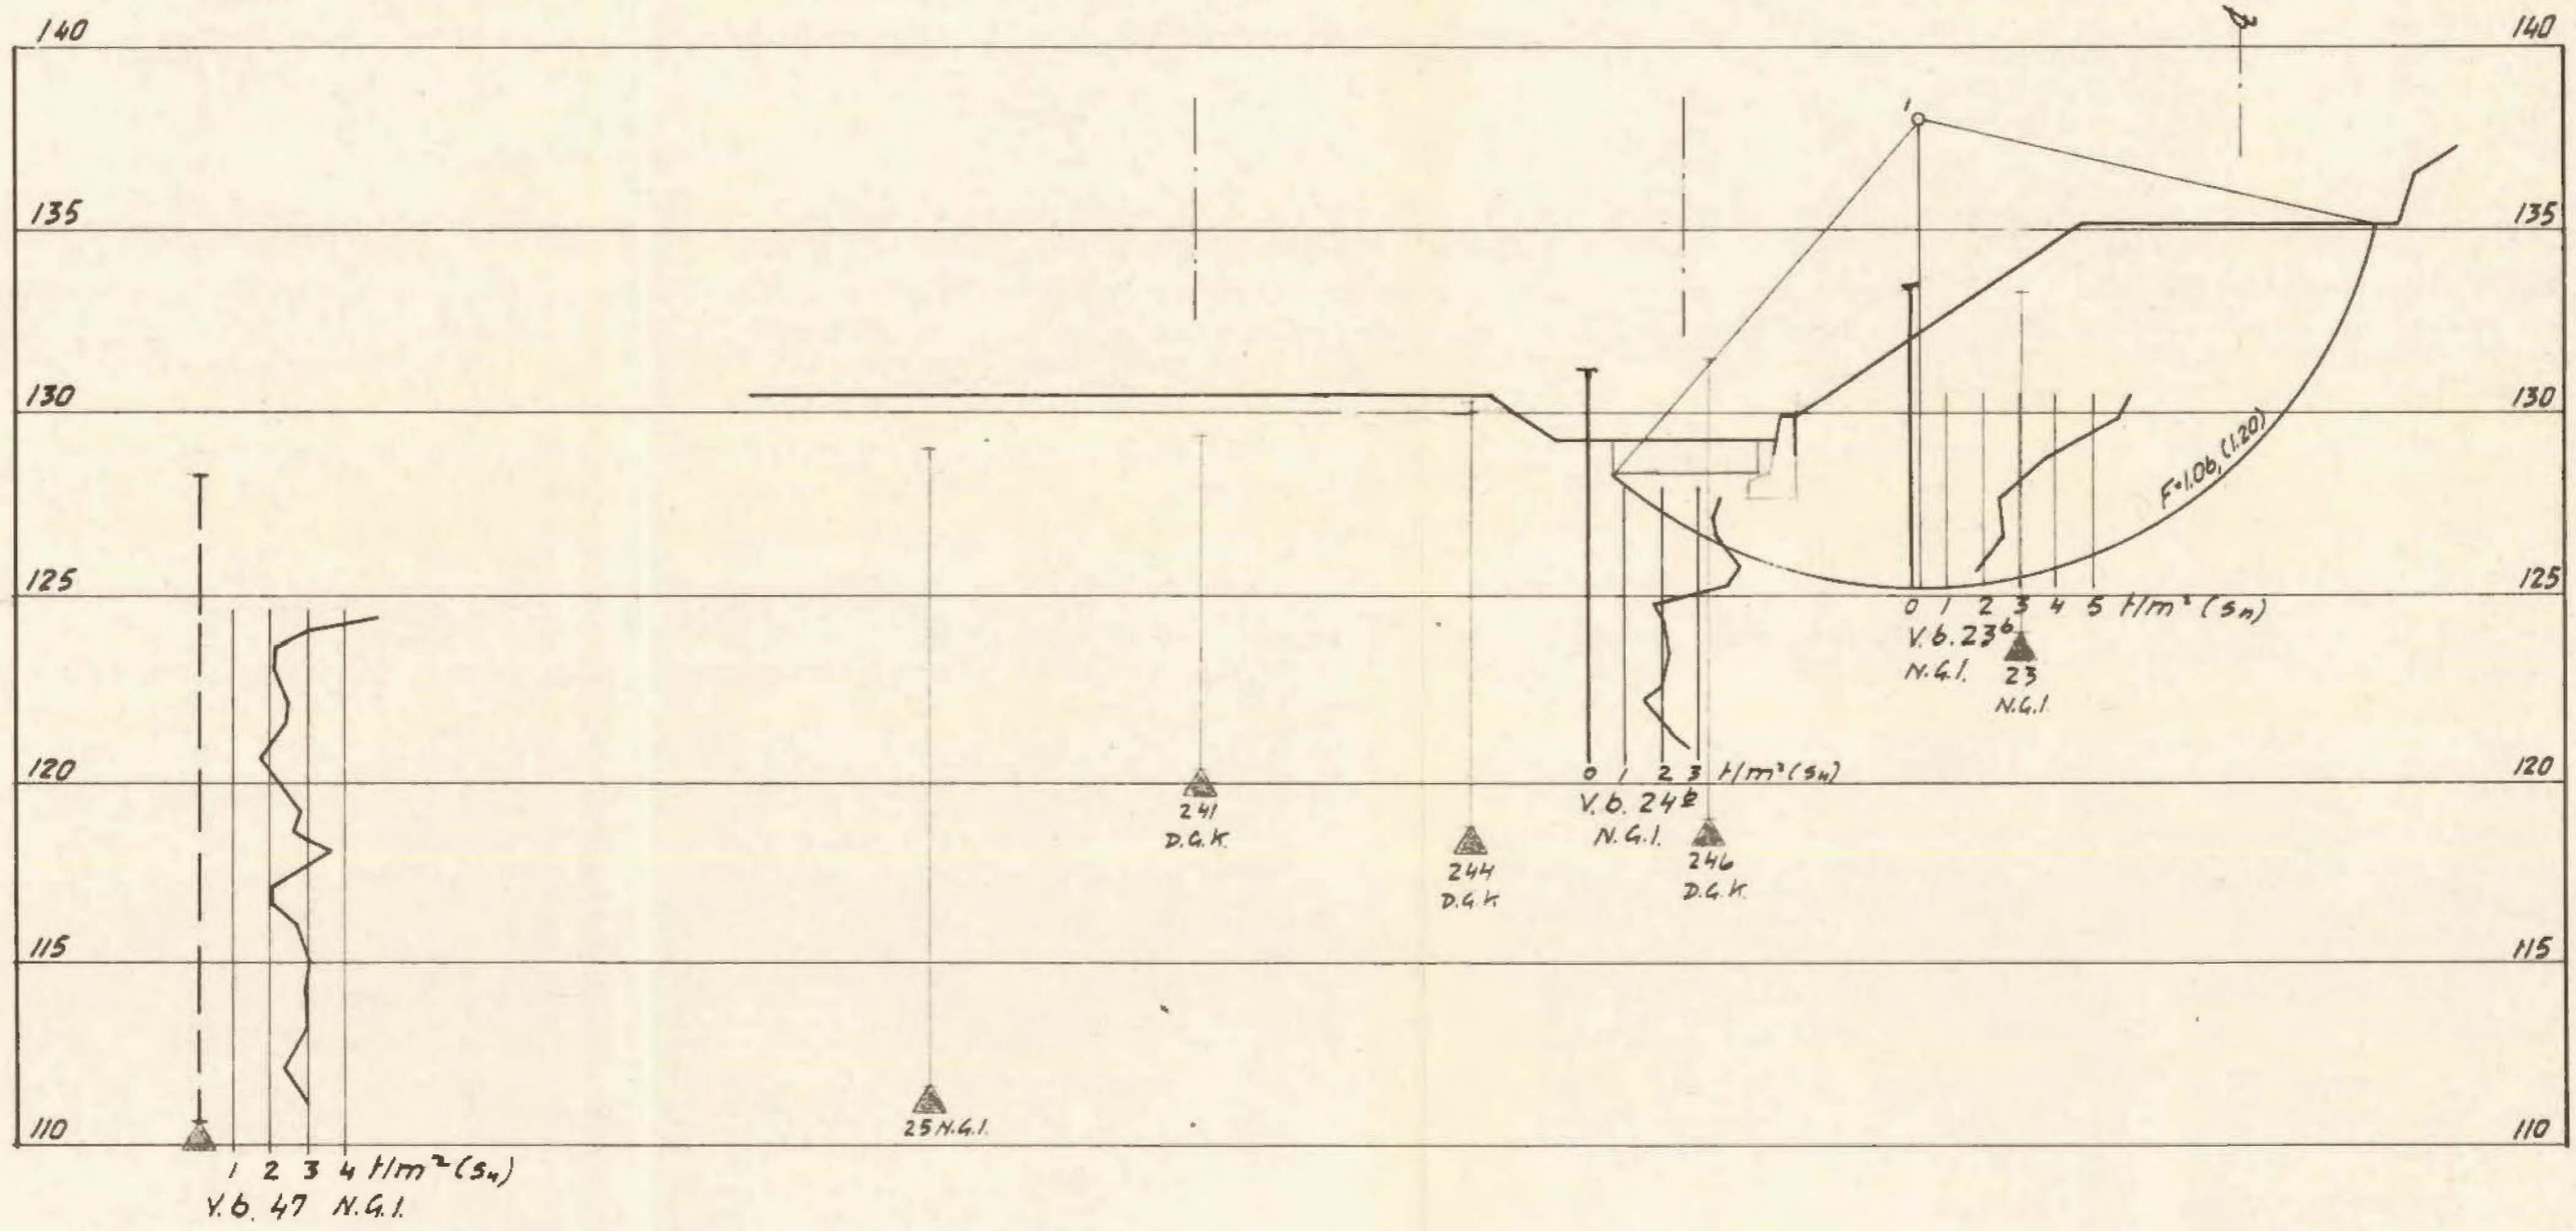 140 140
135 135
130 130
F=1.06, (1.20)
125 125
0 1 2 3 4 5 t/m² (sn)
V.b. 23b
N.G.I.
23
N.G.I.
120 120
0 1 2 3 t/m² (su)
V.b. 24b
N.G.I.
241
D.G.K.
244
D.G.K.
246
D.G.K.
115 115
25 N.G.I.
110 110
1 2 3 4 t/m² (su)
V.b. 47 N.G.I.
1